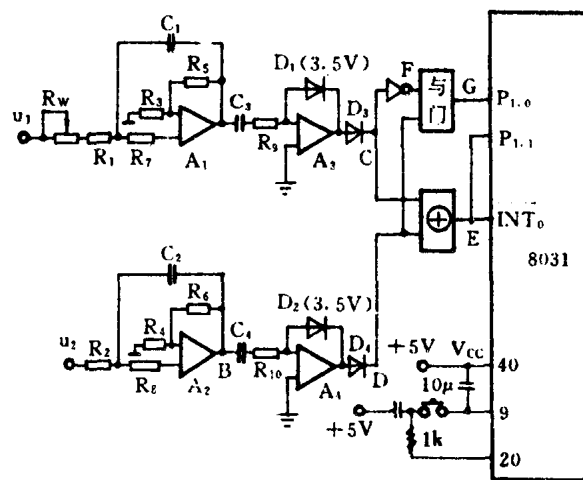 C₁
R₅
D₁(3.5V)
F
与门
G
P₁.₀
u₁
R_W
R₃
C₃
D₃
R₁
R₇
A₁
R₉
A₃
C
P₁.₁
E
INT₀
8031
C₂
R₆
D₂(3.5V)
u₂
R₂
R₄
R₈
A₂
B
C₄
R₁₀
A₄
D₄
D
+5V
V_CC
40
10μ
+5V
9
1k
20